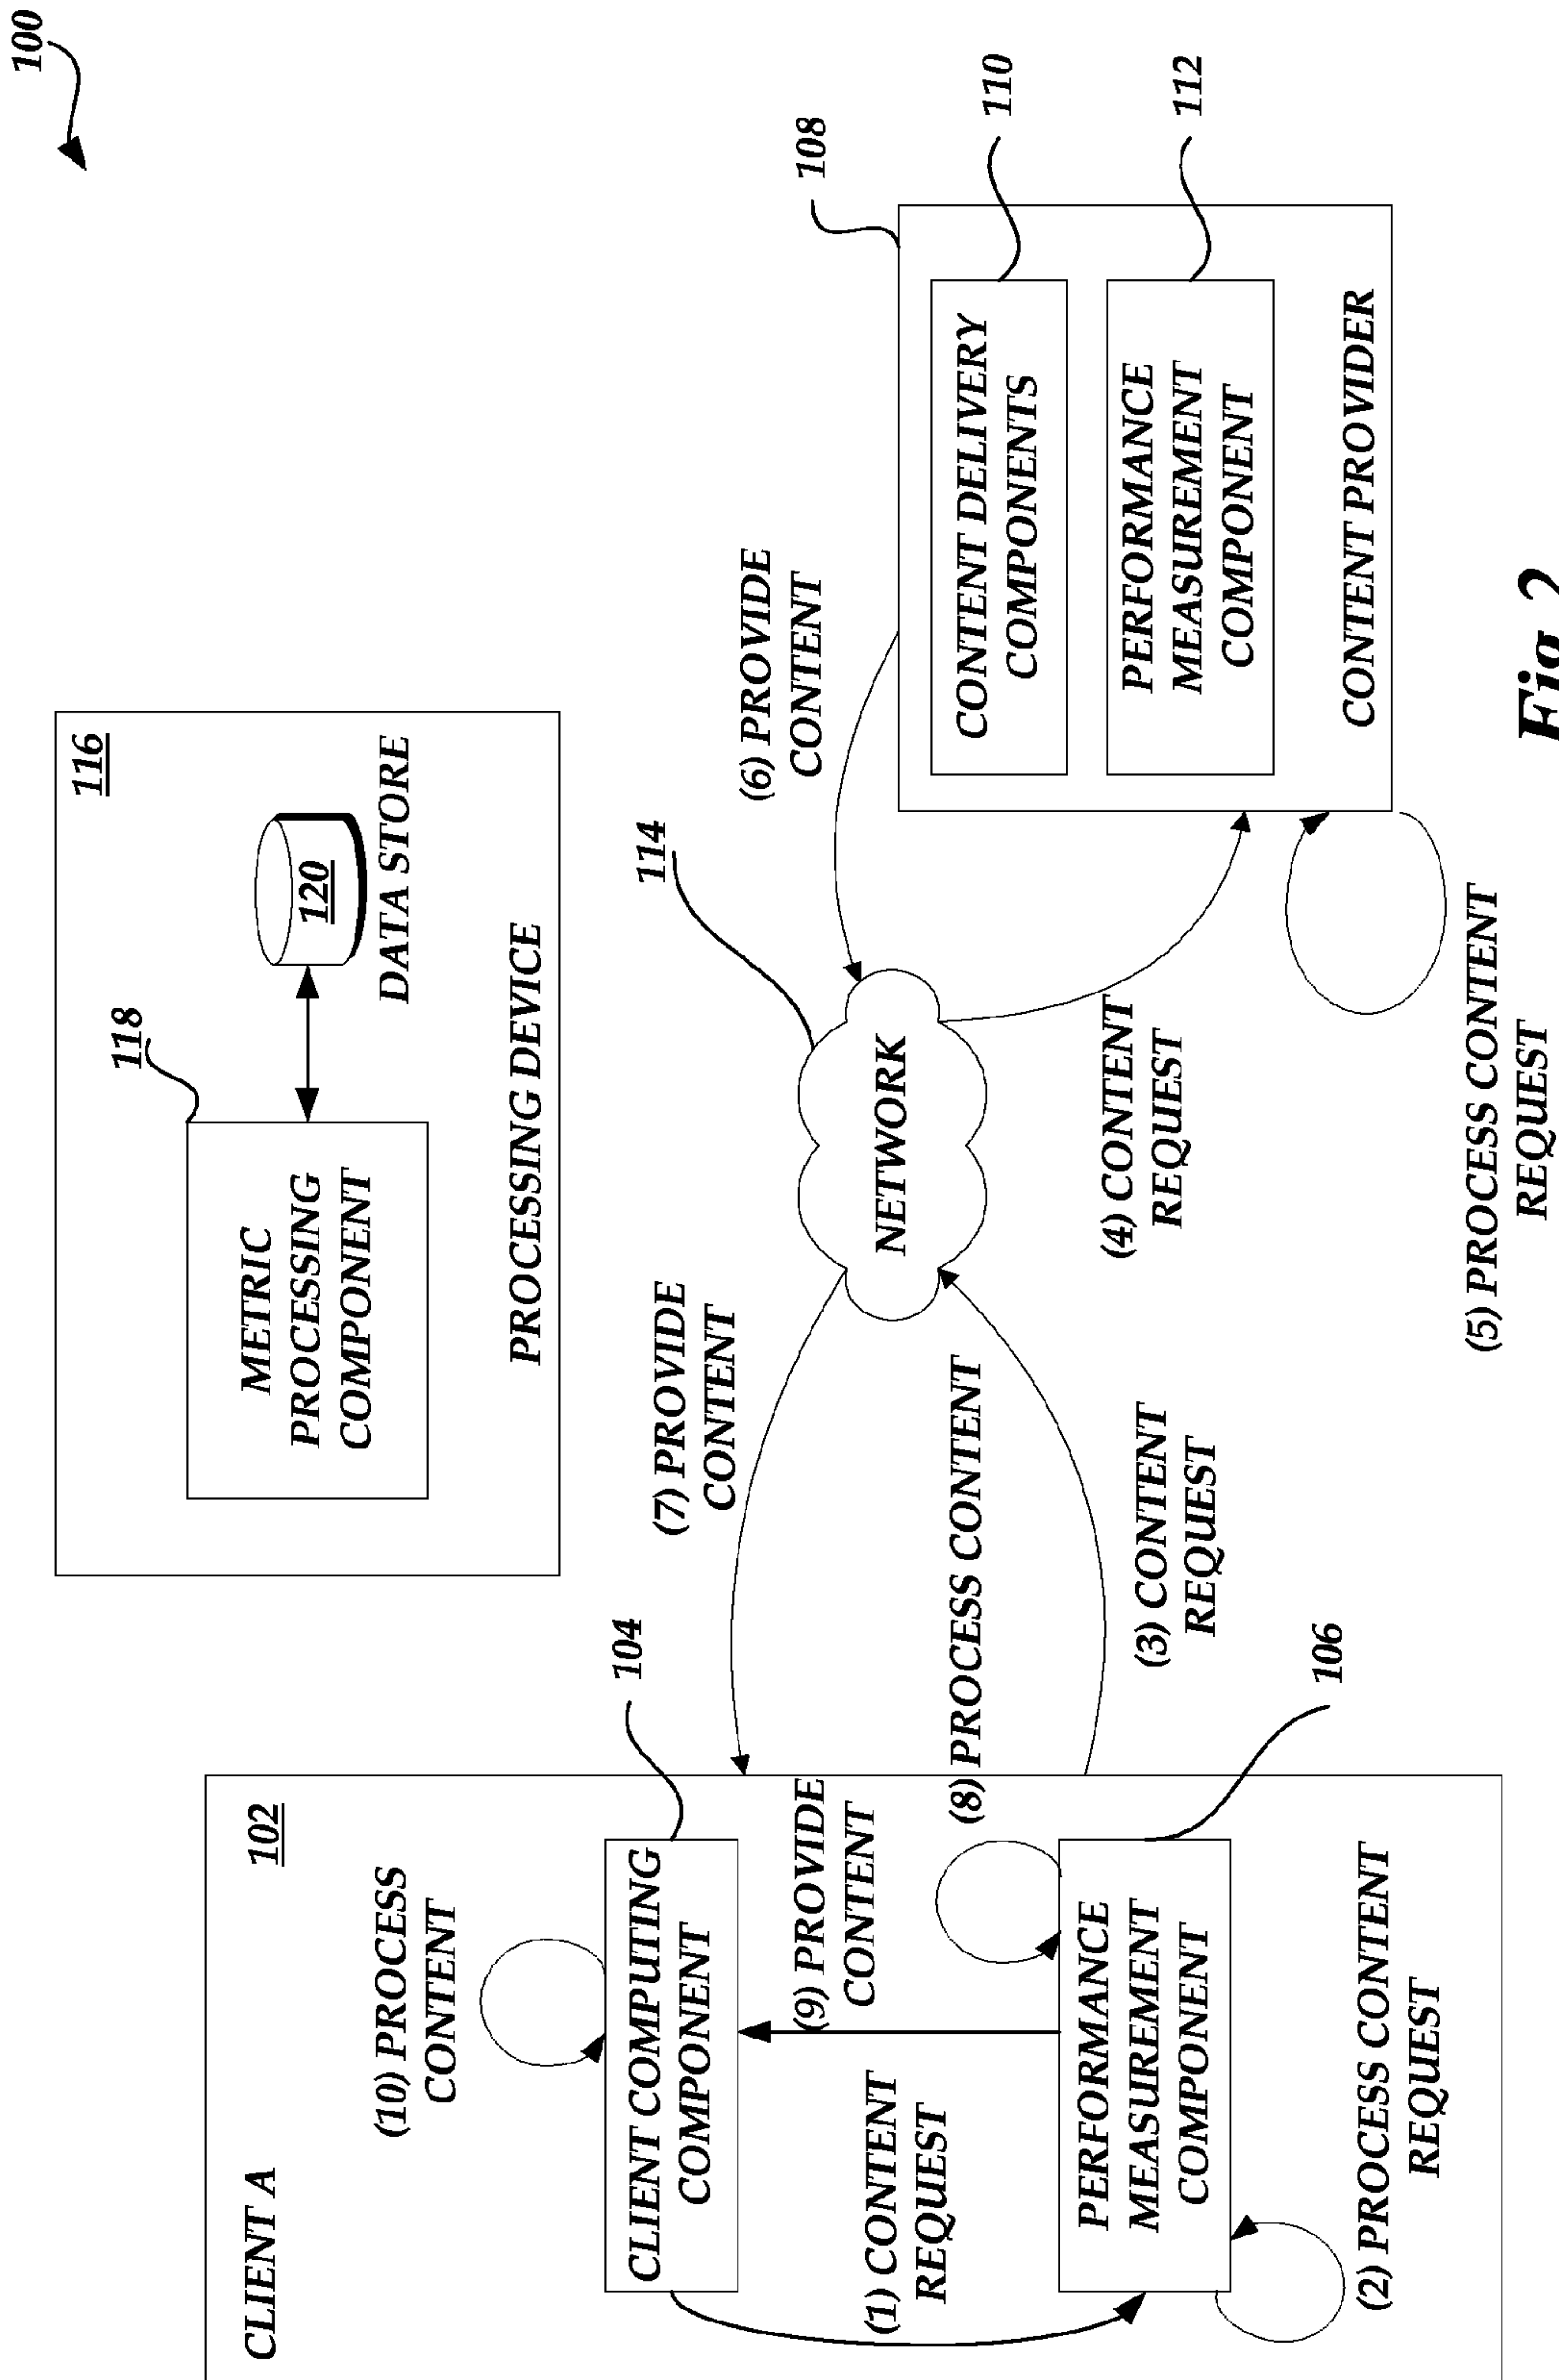 100
116
118
METRIC
PROCESSING
COMPONENT
120
DATA STORE
PROCESSING DEVICE
CLIENT A
102
(10) PROCESS
CONTENT
104
CLIENT COMPUTING
COMPONENT
(1) CONTENT
REQUEST
(9) PROVIDE
CONTENT
(8) PROCESS CONTENT
PERFORMANCE
MEASUREMENT
COMPONENT
106
(2) PROCESS CONTENT
REQUEST
(7) PROVIDE
CONTENT
(3) CONTENT
REQUEST
114
NETWORK
(6) PROVIDE
CONTENT
(4) CONTENT
REQUEST
108
CONTENT DELIVERY
COMPONENTS
110
PERFORMANCE
MEASUREMENT
COMPONENT
112
CONTENT PROVIDER
(5) PROCESS CONTENT
REQUEST
Fig.2